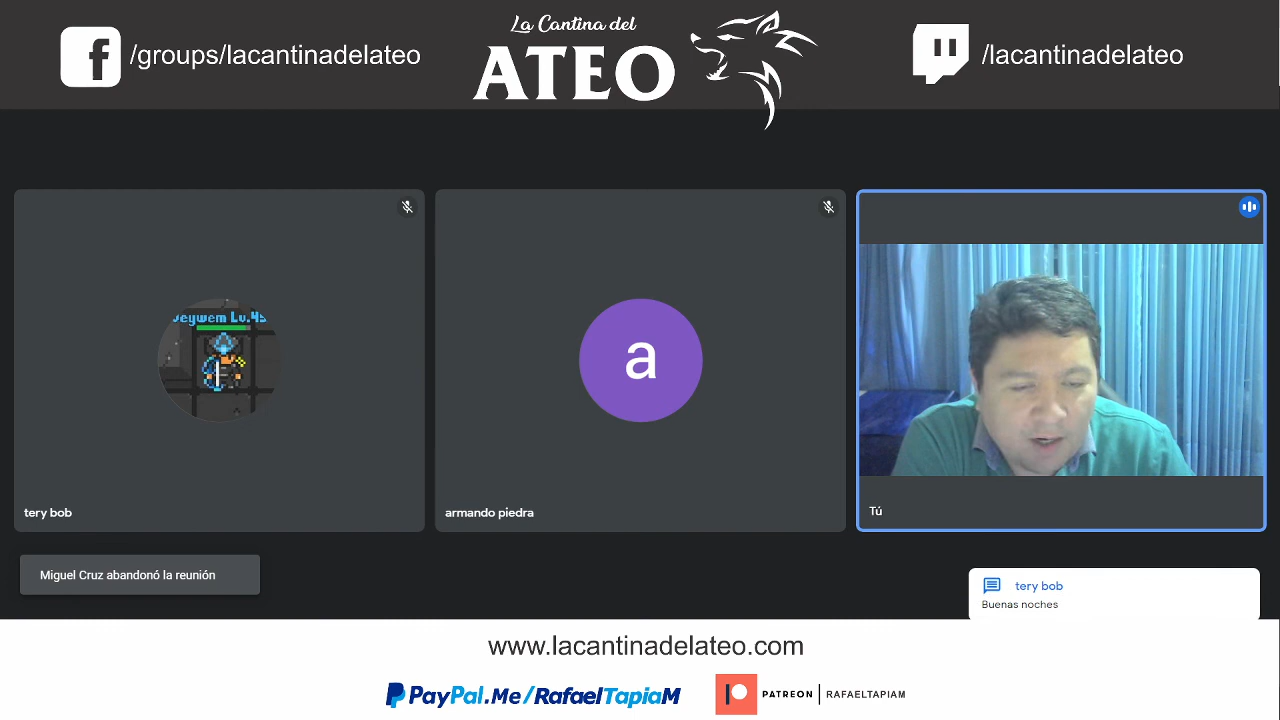 /groups/lacantinadelateo
La Cantina del
ATEO
/lacantinadelateo
tery bob
armando piedra
a
Tú
Miguel Cruz abandonó la reunión
tery bob
Buenas noches
www.lacantinadelateo.com
PayPal.Me/RafaelTapiaM
PATREON | RAFAELTAPIAM